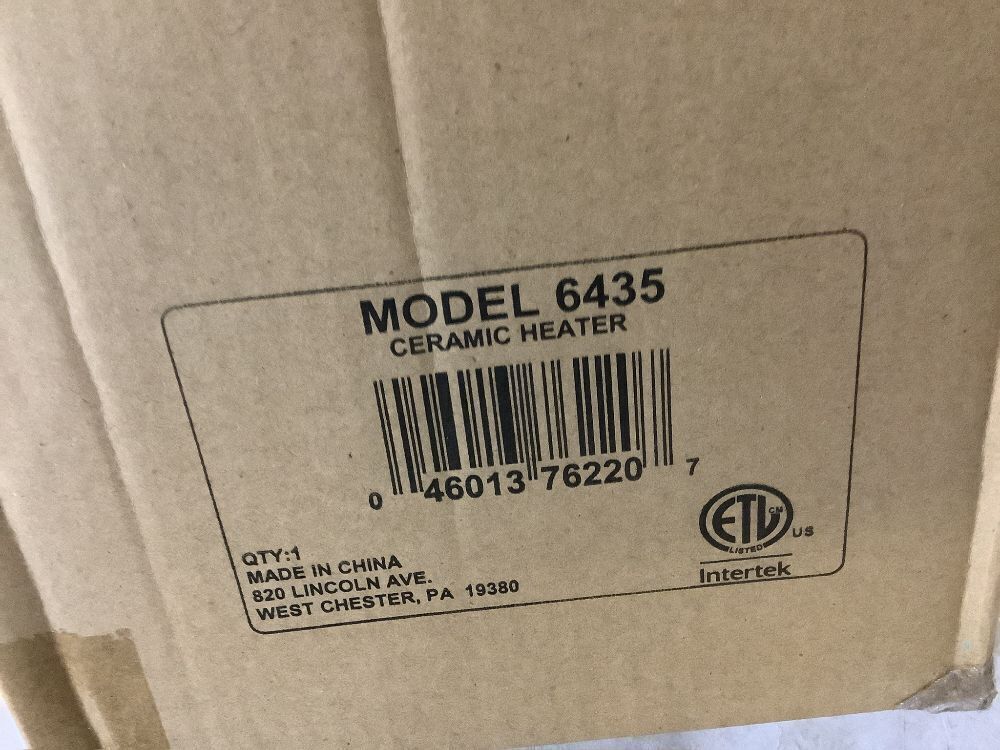 MODEL 6435
CERAMIC HEATER
0 46013 76220 7
QTY:1
MADE IN CHINA
820 LINCOLN AVE.
WEST CHESTER, PA 19380
ETL CM US
LISTED
Intertek